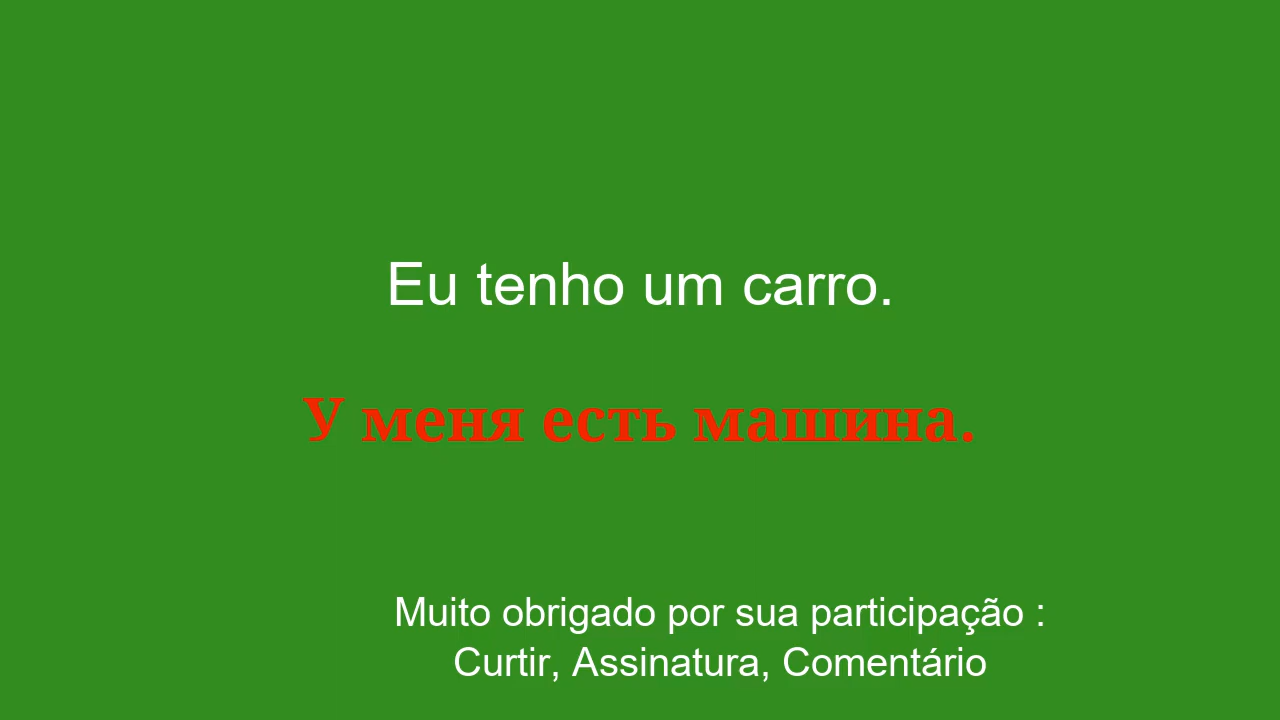 Eu tenho um carro.
У меня есть машина.
Muito obrigado por sua participação :
Curtir, Assinatura, Comentário